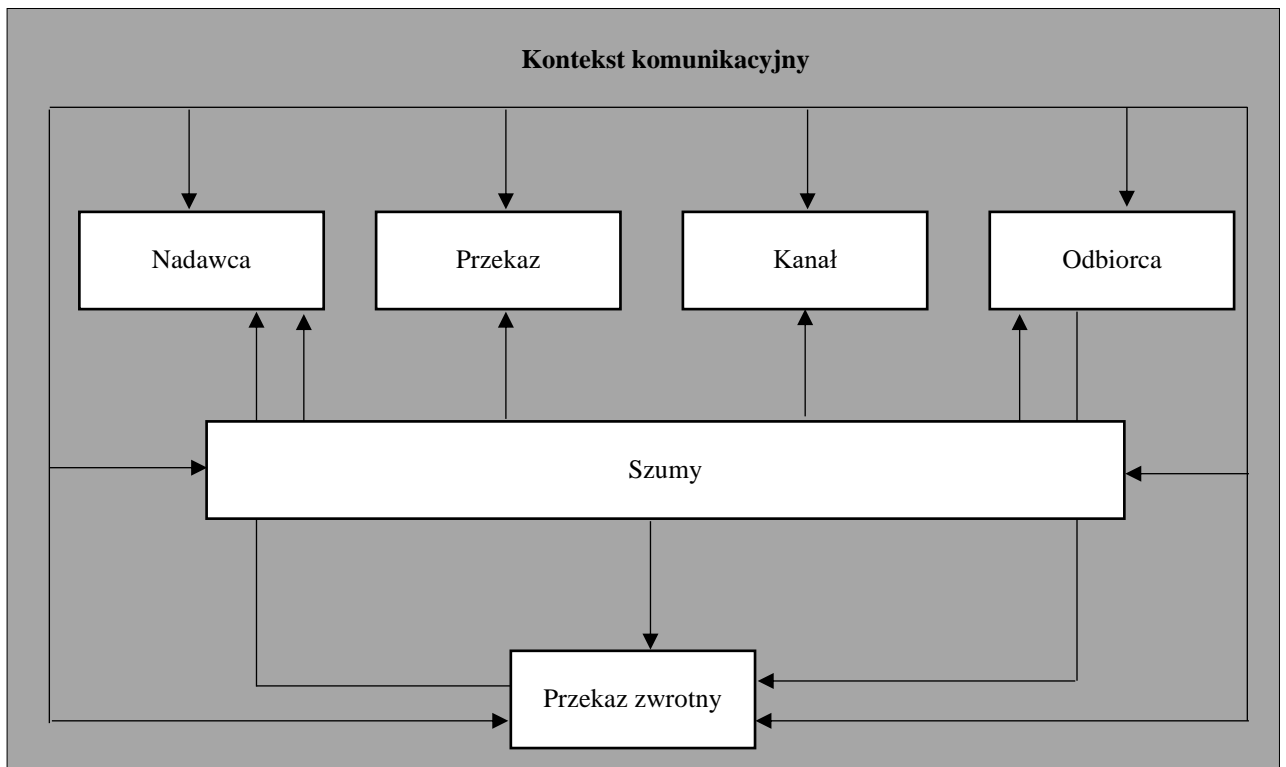 Kontekst komunikacyjny
Nadawca
Przekaz
Kanał
Odbiorca
Szumy
Przekaz zwrotny